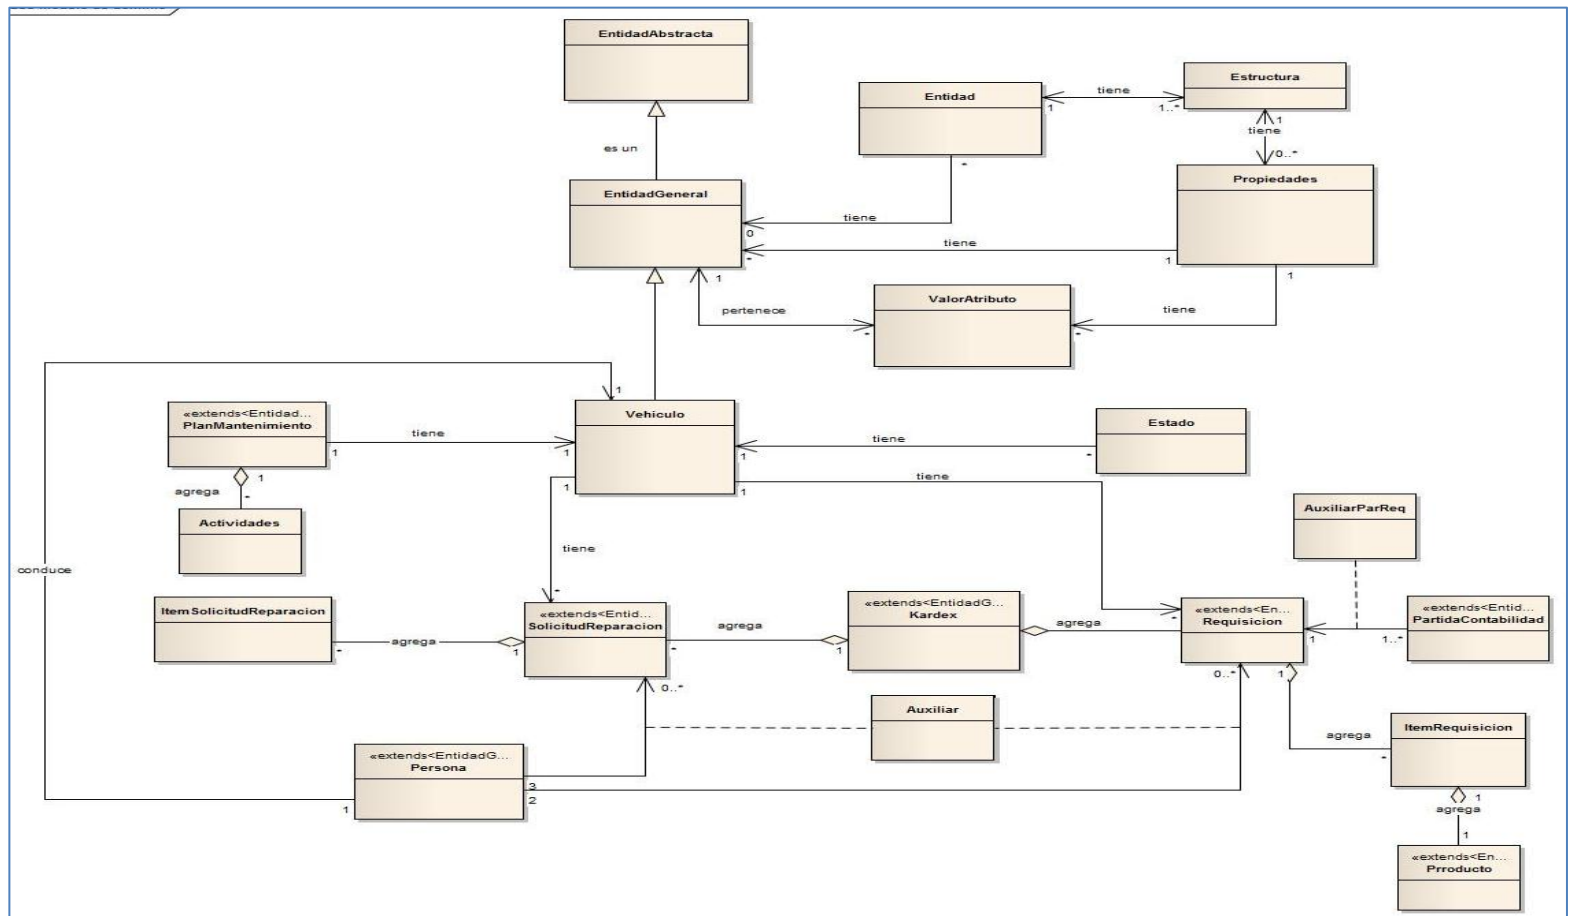 EntidadAbstracta
Estructura
Entidad
tiene
1
1..*
1
tiene
0..*
es un
*
Propiedades
EntidadGeneral
tiene
0
tiene
*
1
1
1
ValorAtributo
pertenece
tiene
*
*
1
«extends<Entidad...
PlanMantenimiento
Vehiculo
Estado
tiene
tiene
1
1
1
*
tiene
1
1
1
agrega
*
AuxiliarParReq
Actividades
tiene
conduce
*
ItemSolicitudReparacion
«extends<Entid...
SolicitudReparacion
«extends<EntidadG...
Kardex
«extends<En...
Requisicion
«extends<Entid...
PartidaContabilidad
agrega
agrega
agrega
*
1
*
1
*
1
1..*
0..*
0..*
1
Auxiliar
ItemRequisicion
agrega
*
«extends<EntidadG...
Persona
3
2
1
1
agrega
1
«extends<En...
Prroducto